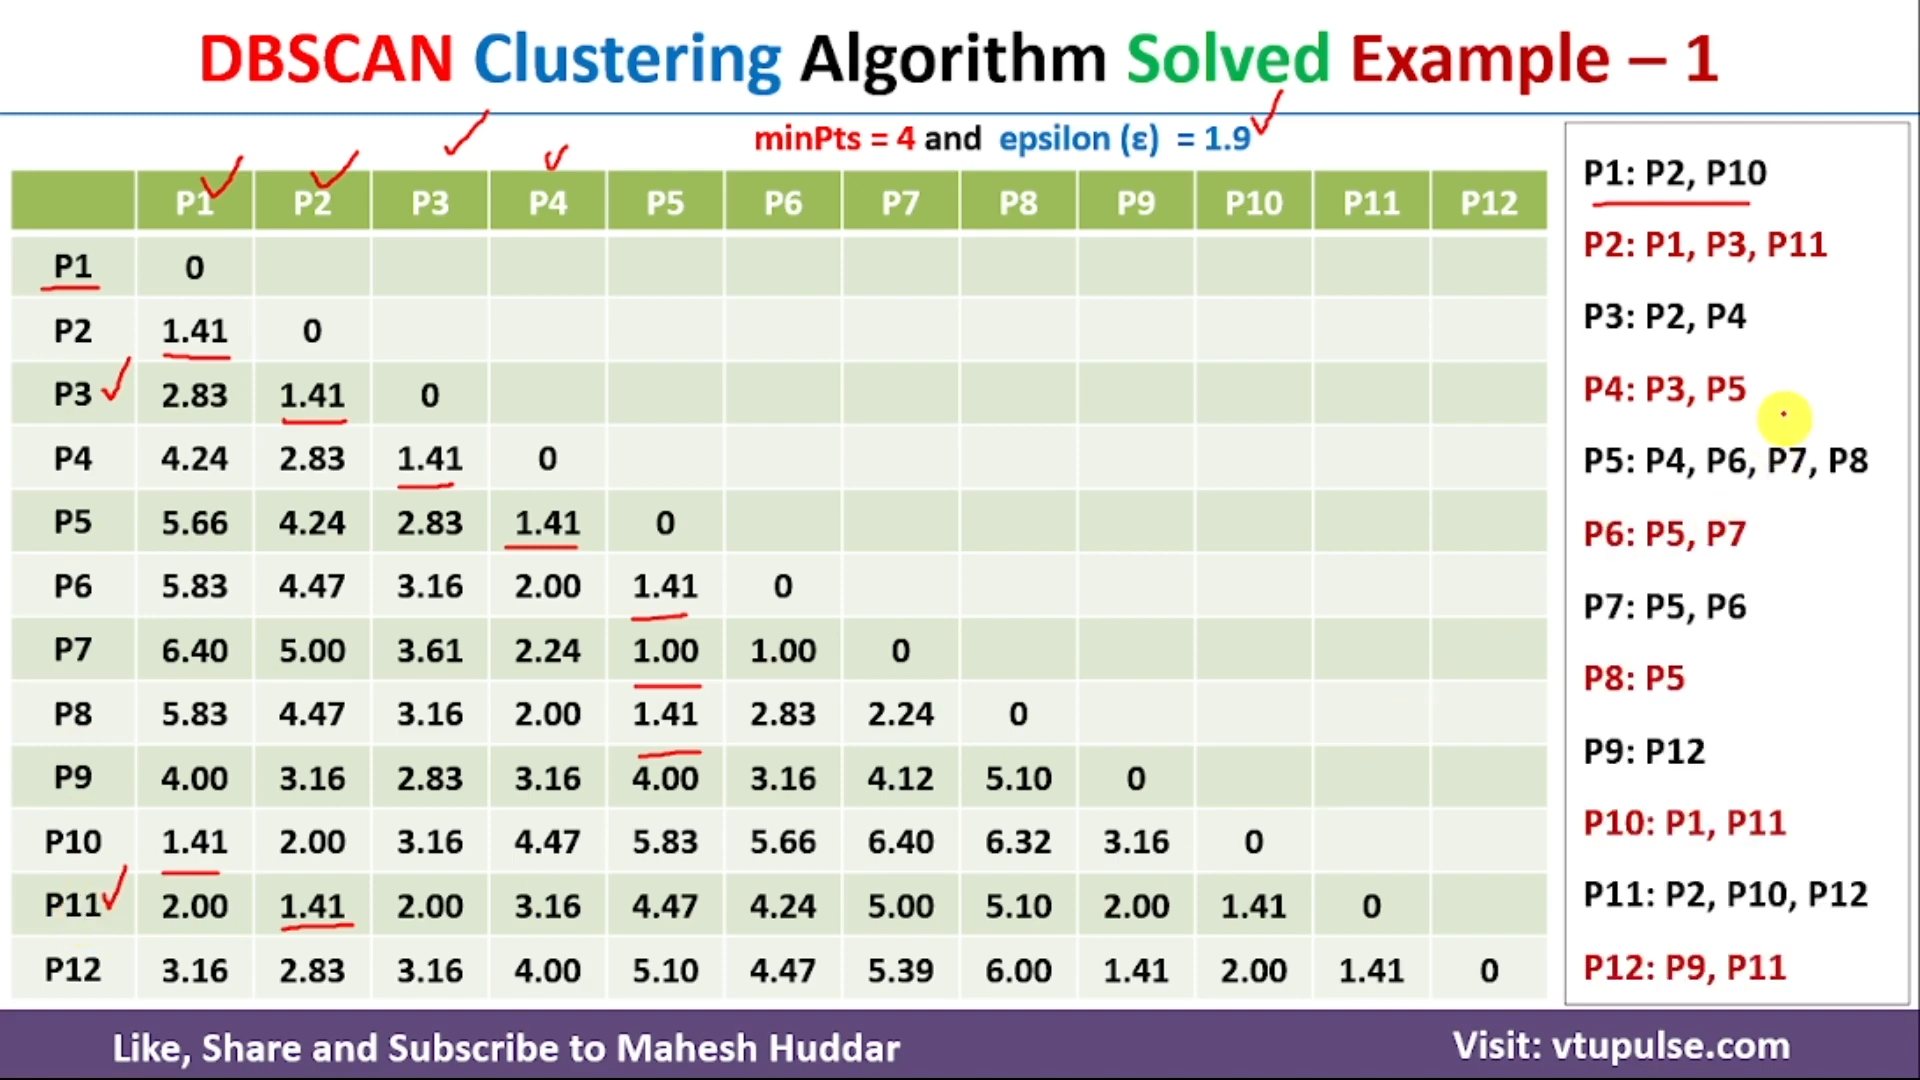 DBSCAN Clustering Algorithm Solved Example – 1
minPts = 4 and epsilon (ε) = 1.9
P1 P2 P3 P4 P5 P6 P7 P8 P9 P10 P11 P12
P1 0
P2 1.41 0
P3 2.83 1.41 0
P4 4.24 2.83 1.41 0
P5 5.66 4.24 2.83 1.41 0
P6 5.83 4.47 3.16 2.00 1.41 0
P7 6.40 5.00 3.61 2.24 1.00 1.00 0
P8 5.83 4.47 3.16 2.00 1.41 2.83 2.24 0
P9 4.00 3.16 2.83 3.16 4.00 3.16 4.12 5.10 0
P10 1.41 2.00 3.16 4.47 5.83 5.66 6.40 6.32 3.16 0
P11 2.00 1.41 2.00 3.16 4.47 4.24 5.00 5.10 2.00 1.41 0
P12 3.16 2.83 3.16 4.00 5.10 4.47 5.39 6.00 1.41 2.00 1.41 0
P1: P2, P10
P2: P1, P3, P11
P3: P2, P4
P4: P3, P5
P5: P4, P6, P7, P8
P6: P5, P7
P7: P5, P6
P8: P5
P9: P12
P10: P1, P11
P11: P2, P10, P12
P12: P9, P11
Like, Share and Subscribe to Mahesh Huddar
Visit: vtupulse.com